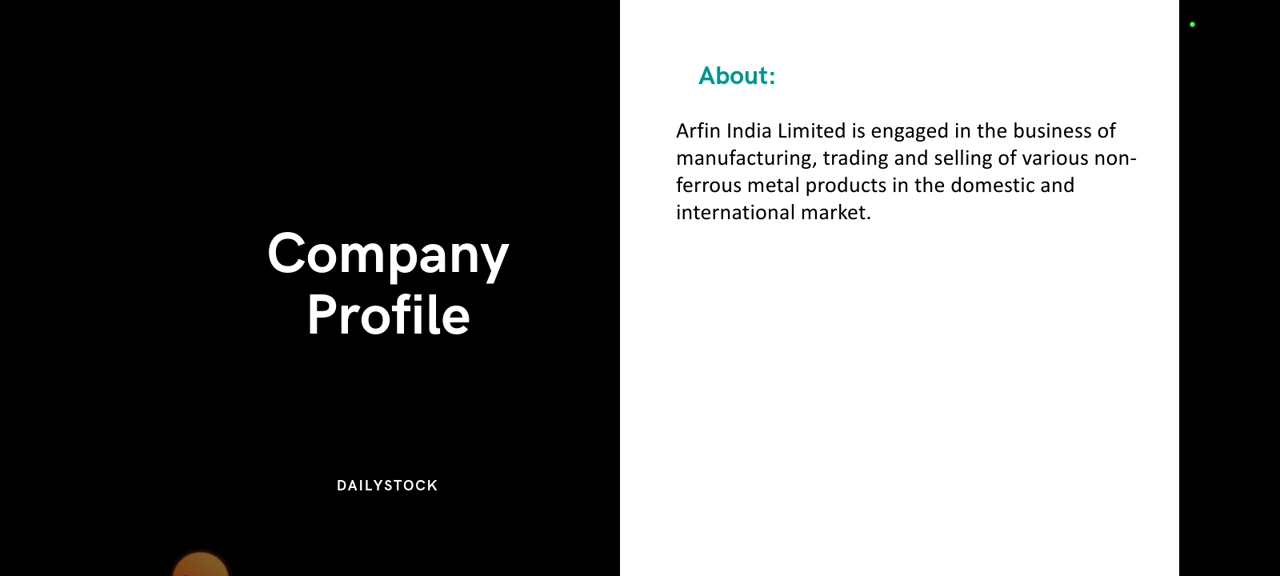 Company
Profile
DAILYSTOCK
About:
Arfin India Limited is engaged in the business of
manufacturing, trading and selling of various non-
ferrous metal products in the domestic and
international market.